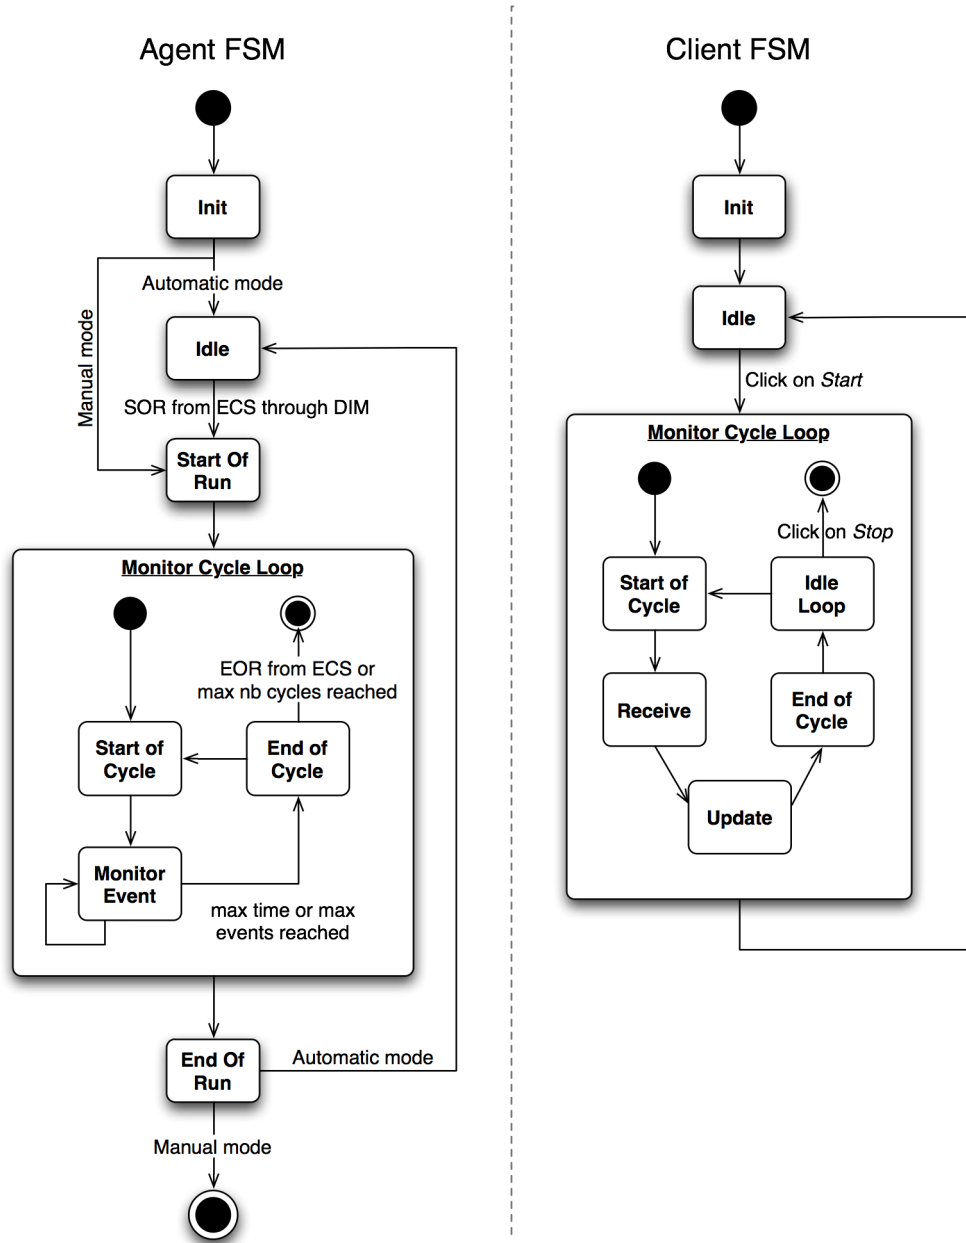 Agent FSM
Init
Automatic mode
Manual mode
Idle
SOR from ECS through DIM
Start Of
Run
Monitor Cycle Loop
EOR from ECS or
max nb cycles reached
Start of
Cycle
End of
Cycle
Monitor
Event
max time or max
events reached
End Of
Run
Automatic mode
Manual mode
Client FSM
Init
Idle
Click on Start
Monitor Cycle Loop
Click on Stop
Start of
Cycle
Idle
Loop
Receive
End of
Cycle
Update